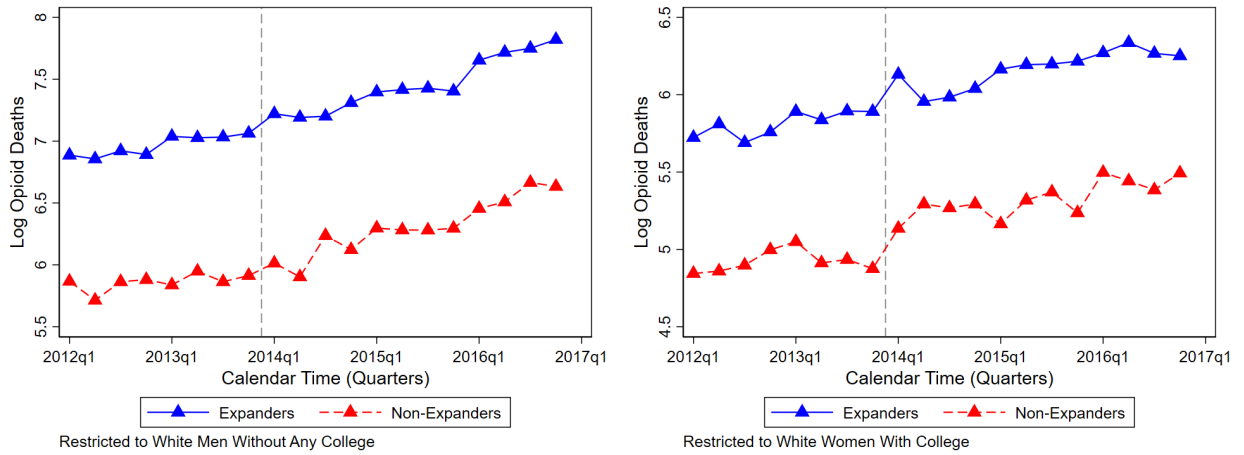 Log Opioid Deaths
8
7.5
7
6.5
6
5.5
2012q1 2013q1 2014q1 2015q1 2016q1 2017q1
Calendar Time (Quarters)
Expanders Non-Expanders
Restricted to White Men Without Any College
Log Opioid Deaths
6.5
6
5.5
5
4.5
2012q1 2013q1 2014q1 2015q1 2016q1 2017q1
Calendar Time (Quarters)
Expanders Non-Expanders
Restricted to White Women With College